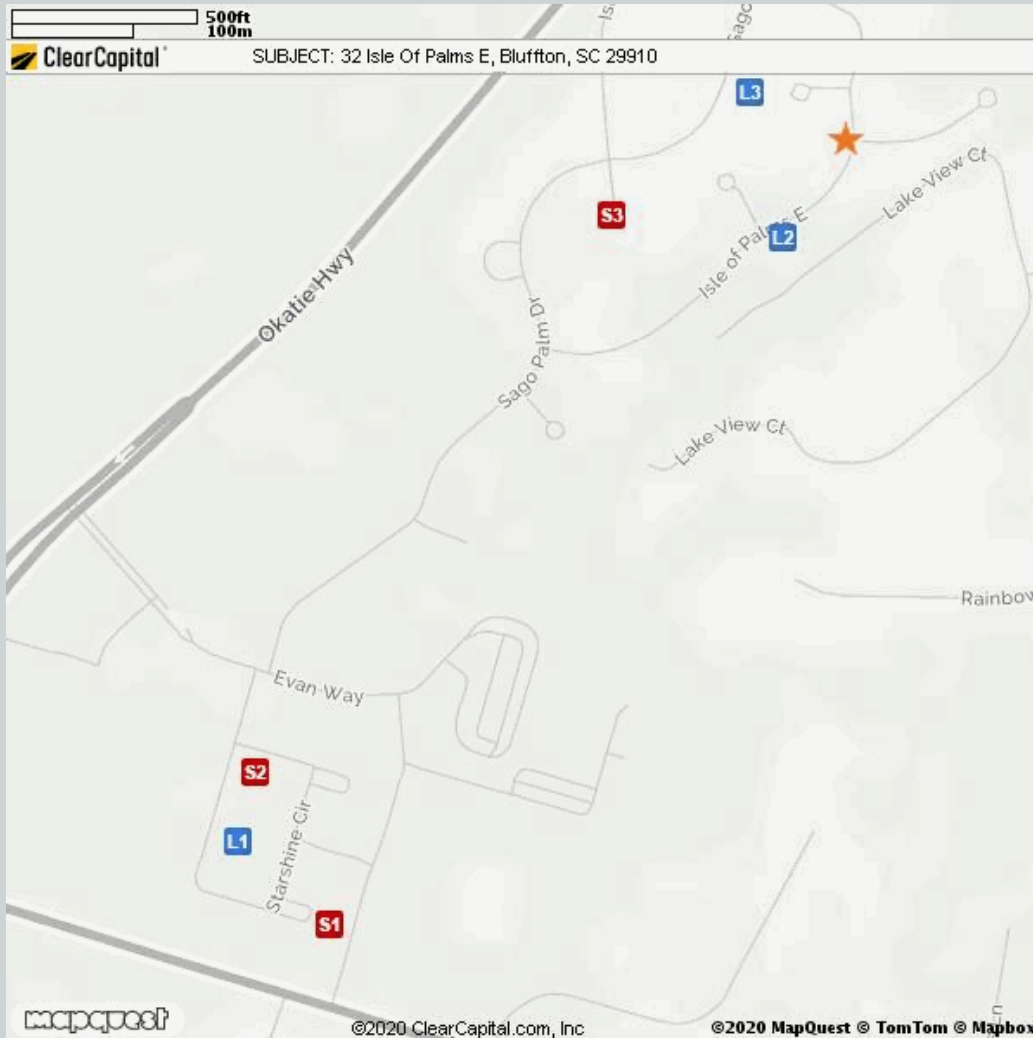 500ft
100m
ClearCapital
SUBJECT: 32 Isle Of Palms E, Bluffton, SC 29910
Sago
L3
S3
Lake View Ct
Isle of Palms E
L2
Okatie Hwy
Sago Palm Dr
Lake View Ct
Rainbow
Evan Way
S2
L1
Starshine Cir
S1
mapquest
©2020 ClearCapital.com, Inc
©2020 MapQuest © TomTom © Mapbox